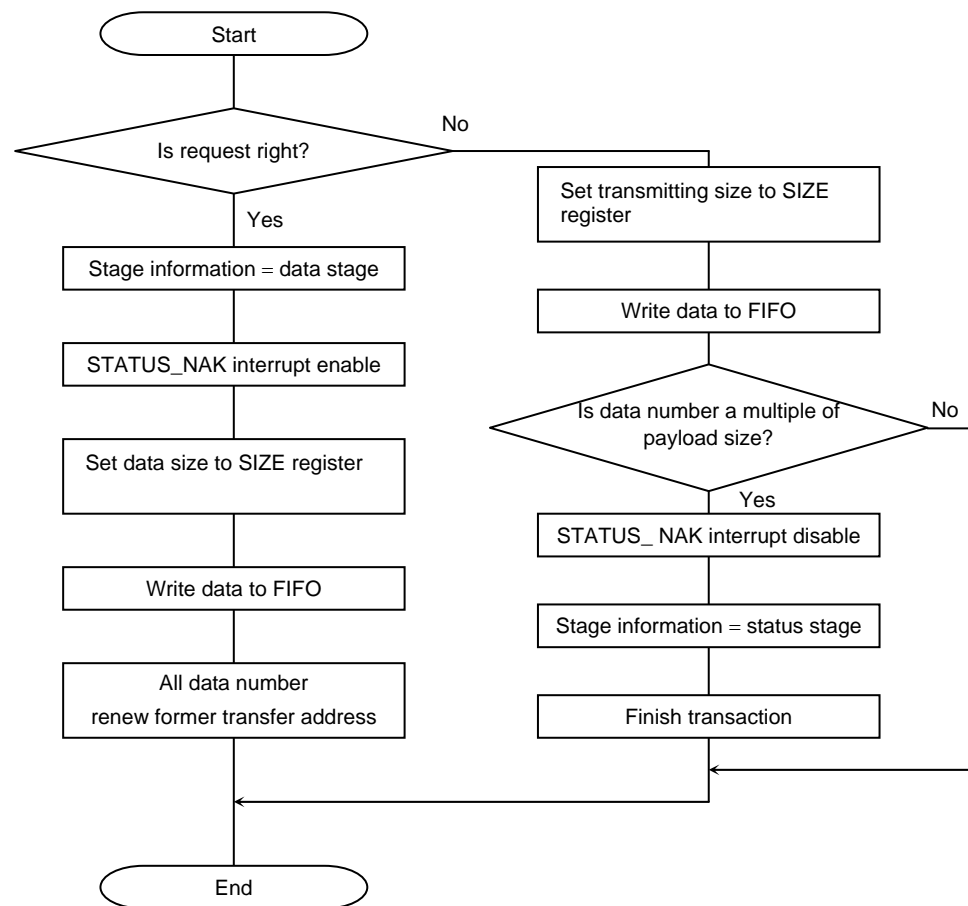 Start
Is request right?
No
Yes
Stage information = data stage
STATUS_NAK interrupt enable
Set data size to SIZE register
Write data to FIFO
All data number
renew former transfer address
Set transmitting size to SIZE
register
Write data to FIFO
Is data number a multiple of
payload size?
No
Yes
STATUS_ NAK interrupt disable
Stage information = status stage
Finish transaction
End